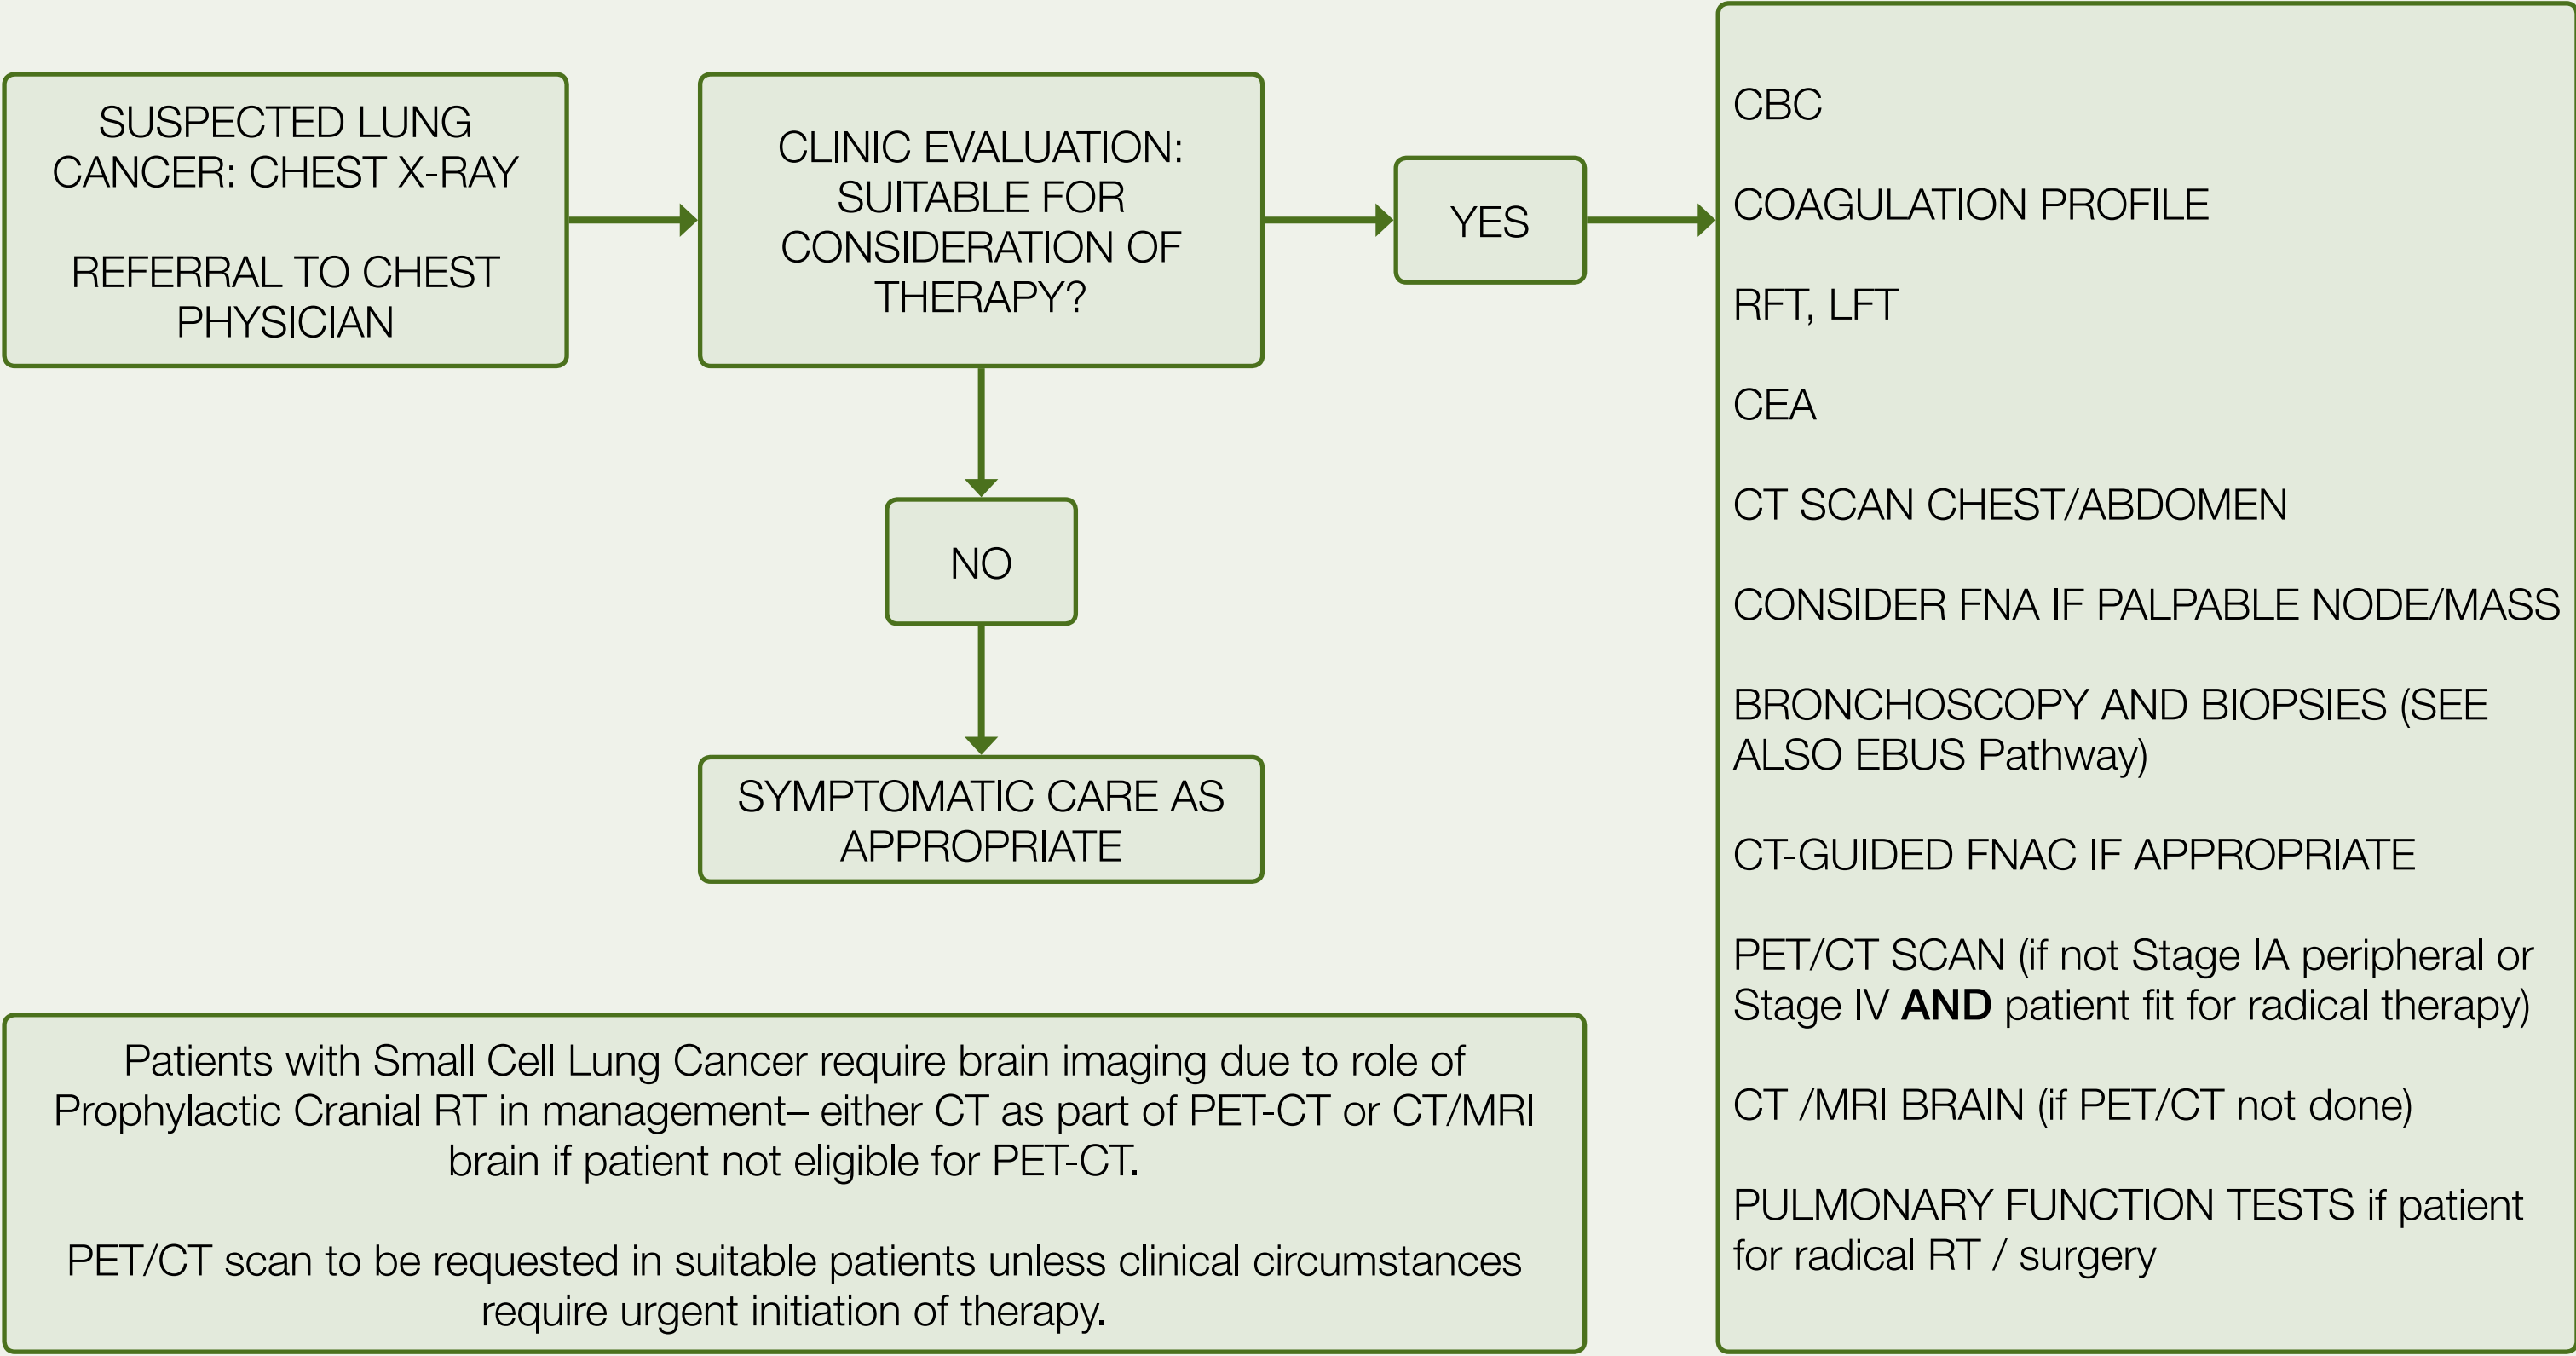 SUSPECTED LUNG
CANCER: CHEST X-RAY
REFERRAL TO CHEST
PHYSICIAN
CLINIC EVALUATION:
SUITABLE FOR
CONSIDERATION OF
THERAPY?
YES
NO
SYMPTOMATIC CARE AS
APPROPRIATE
CBC
COAGULATION PROFILE
RFT, LFT
CEA
CT SCAN CHEST/ABDOMEN
CONSIDER FNA IF PALPABLE NODE/MASS
BRONCHOSCOPY AND BIOPSIES (SEE
ALSO EBUS Pathway)
CT-GUIDED FNAC IF APPROPRIATE
PET/CT SCAN (if not Stage IA peripheral or
Stage IV AND patient fit for radical therapy)
CT /MRI BRAIN (if PET/CT not done)
PULMONARY FUNCTION TESTS if patient
for radical RT / surgery
Patients with Small Cell Lung Cancer require brain imaging due to role of
Prophylactic Cranial RT in management– either CT as part of PET-CT or CT/MRI
brain if patient not eligible for PET-CT.
PET/CT scan to be requested in suitable patients unless clinical circumstances
require urgent initiation of therapy.